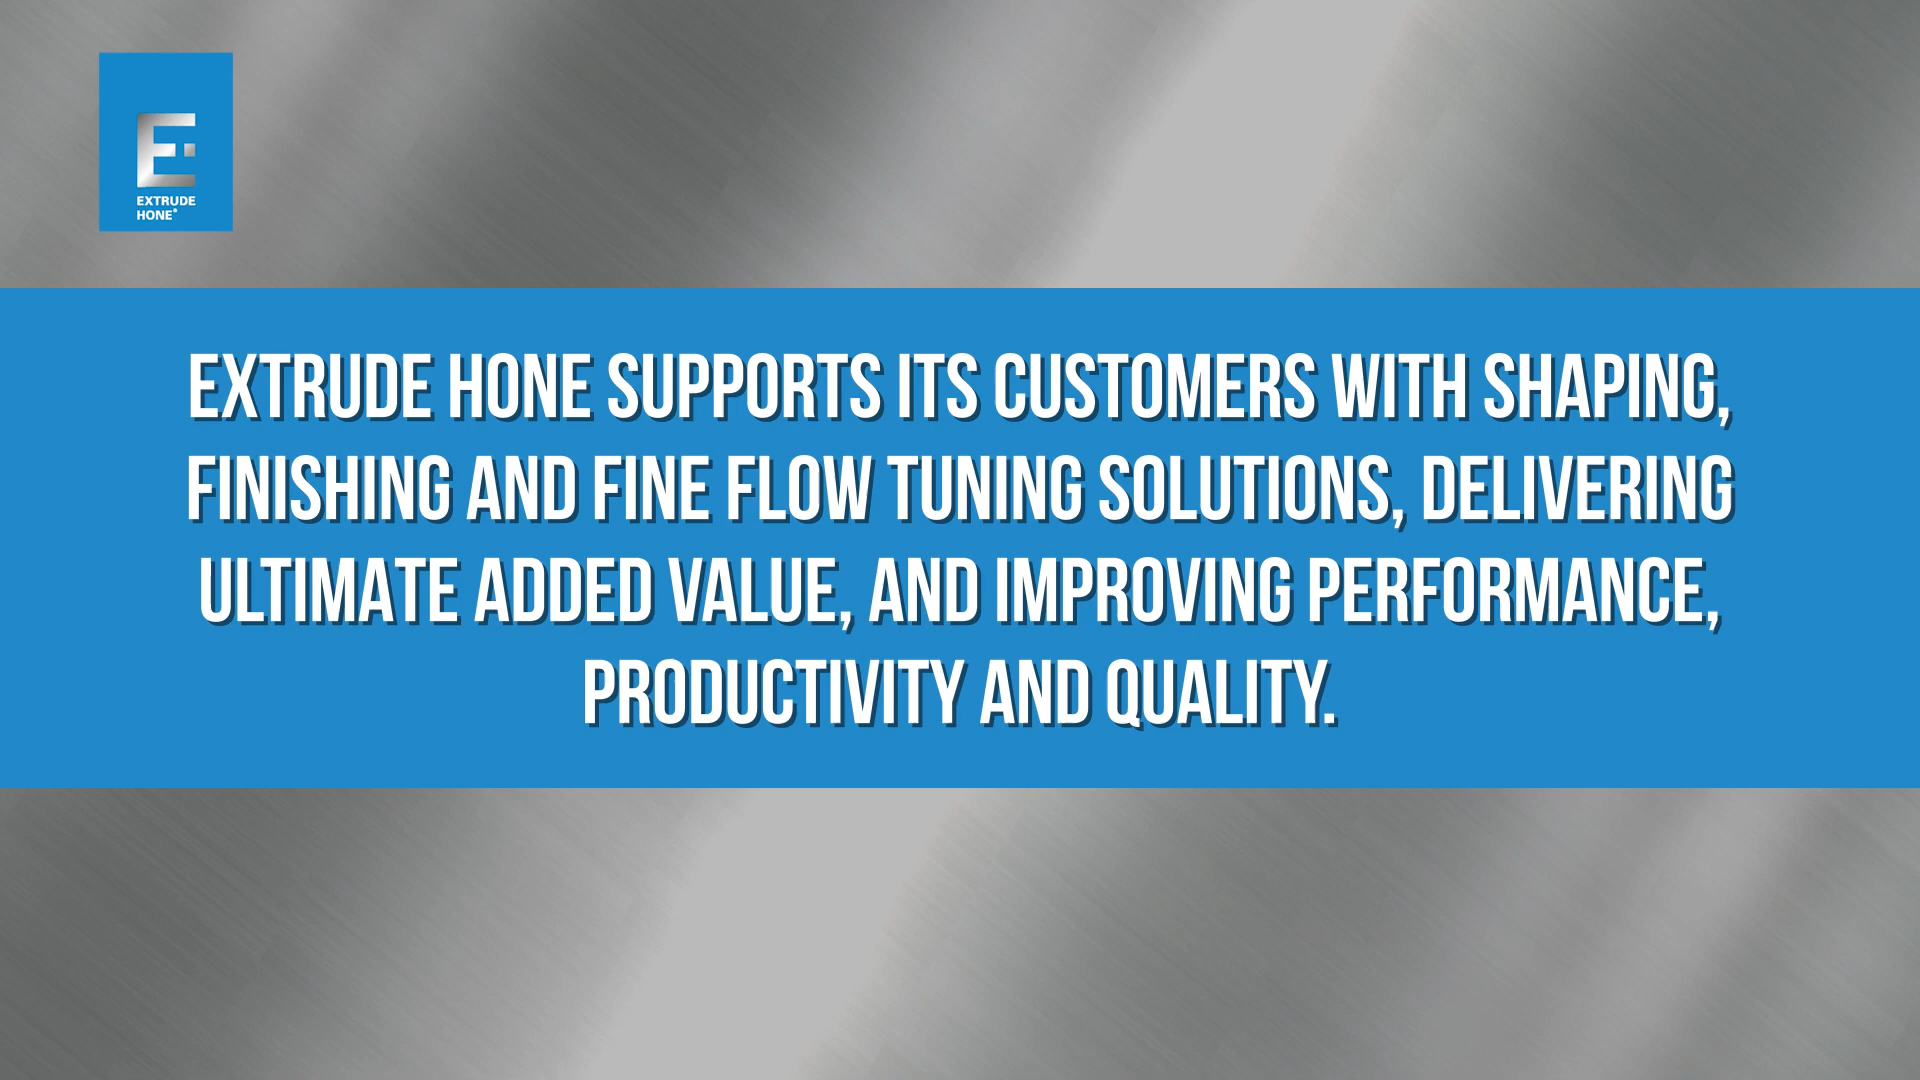 E
EXTRUDE
HONE®
EXTRUDE HONE SUPPORTS ITS CUSTOMERS WITH SHAPING,
FINISHING AND FINE FLOW TUNING SOLUTIONS, DELIVERING
ULTIMATE ADDED VALUE, AND IMPROVING PERFORMANCE,
PRODUCTIVITY AND QUALITY.